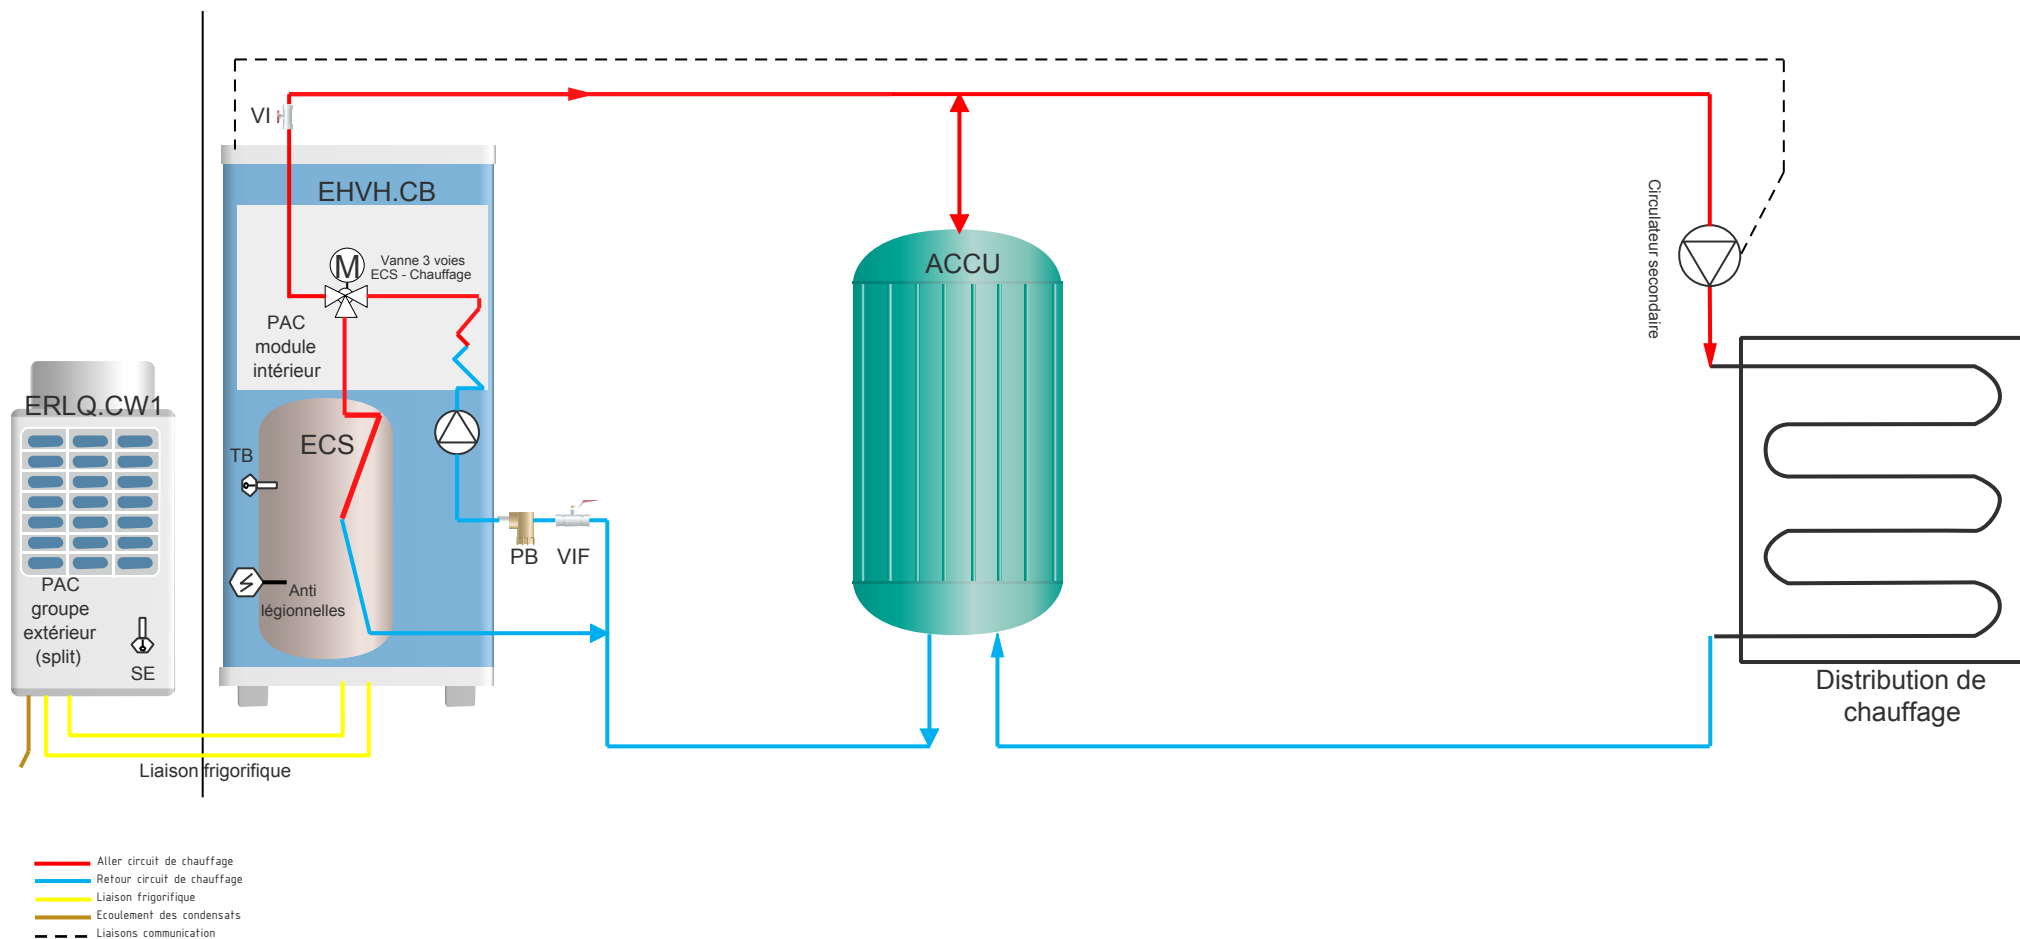 VI
EHVH.CB
M
Vanne 3 voies
ECS - Chauffage
PAC
module
intérieur
ERLQ.CW1
PAC
groupe
extérieur
(split)
SE
TB
ECS
Anti
légionnelles
PB
VIF
Liaison frigorifique
ACCU
Circulateur secondaire
Distribution de
chauffage
Aller circuit de chauffage
Retour circuit de chauffage
Liaison frigorifique
Ecoulement des condensats
Liaisons communication